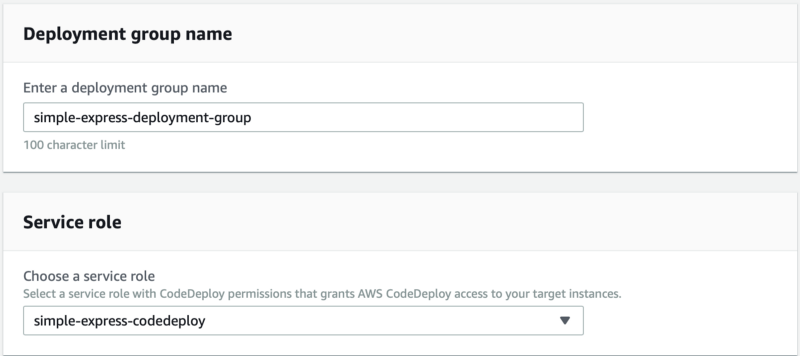 Deployment group name
Enter a deployment group name
simple-express-deployment-group
100 character limit
Service role
Choose a service role
Select a service role with CodeDeploy permissions that grants AWS CodeDeploy access to your target instances.
simple-express-codedeploy